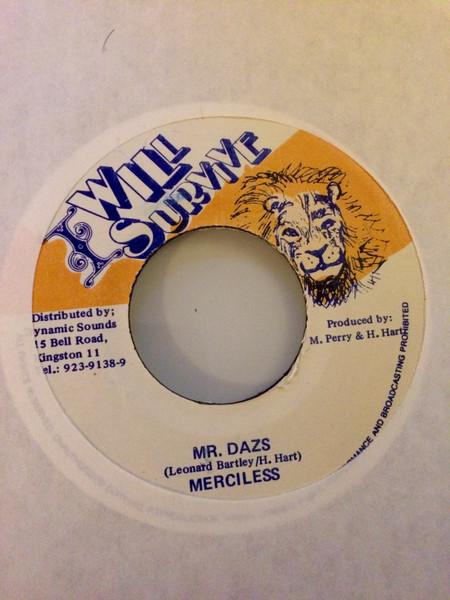 I WILL
SURVIVE
Distributed by;
ynamic Sounds
15 Bell Road,
Kingston 11
el.: 923-9138-9
Produced by:
M. Perry & H. Hart
MANCE AND BROADCASTING PROHIBITED
MR. DAZS
(Leonard Bartley/H. Hart)
MERCILESS